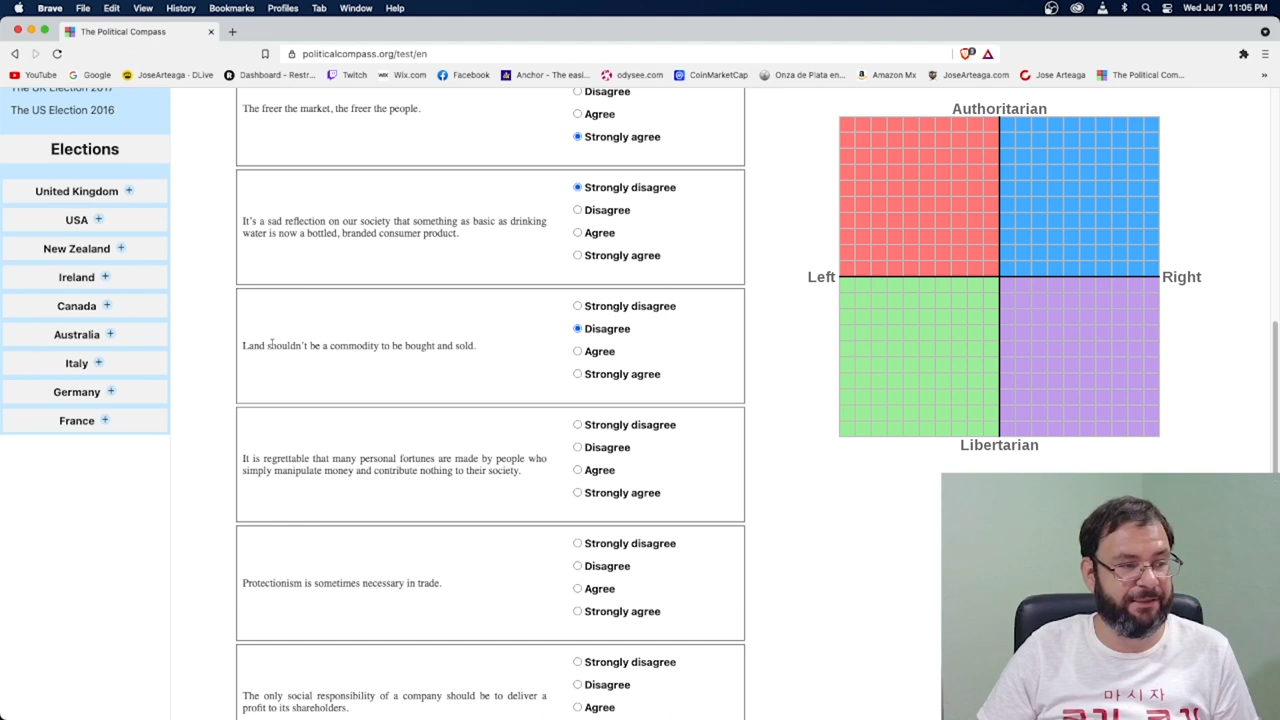 Brave File Edit View History Bookmarks Profiles Tab Window Help
Wed Jul 7 11:05 PM
The Political Compass
politicalcompass.org/test/en
YouTube Google JoseArteaga - DLive Dashboard - Restr... Twitch Wix.com Facebook Anchor - The easi... odysee.com CoinMarketCap Onza de Plata en... Amazon Mx JoseArteaga.com Jose Arteaga The Political Com...
The UK Election 2017
The US Election 2016
Elections
United Kingdom +
USA +
New Zealand +
Ireland +
Canada +
Australia +
Italy +
Germany +
France +
The freer the market, the freer the people.
Disagree
Agree
Strongly agree
It's a sad reflection on our society that something as basic as drinking
water is now a bottled, branded consumer product.
Strongly disagree
Disagree
Agree
Strongly agree
Land shouldn't be a commodity to be bought and sold.
Strongly disagree
Disagree
Agree
Strongly agree
It is regrettable that many personal fortunes are made by people who
simply manipulate money and contribute nothing to their society.
Strongly disagree
Disagree
Agree
Strongly agree
Protectionism is sometimes necessary in trade.
Strongly disagree
Disagree
Agree
Strongly agree
The only social responsibility of a company should be to deliver a
profit to its shareholders.
Strongly disagree
Disagree
Agree
Authoritarian
Left
Right
Libertarian
마시자